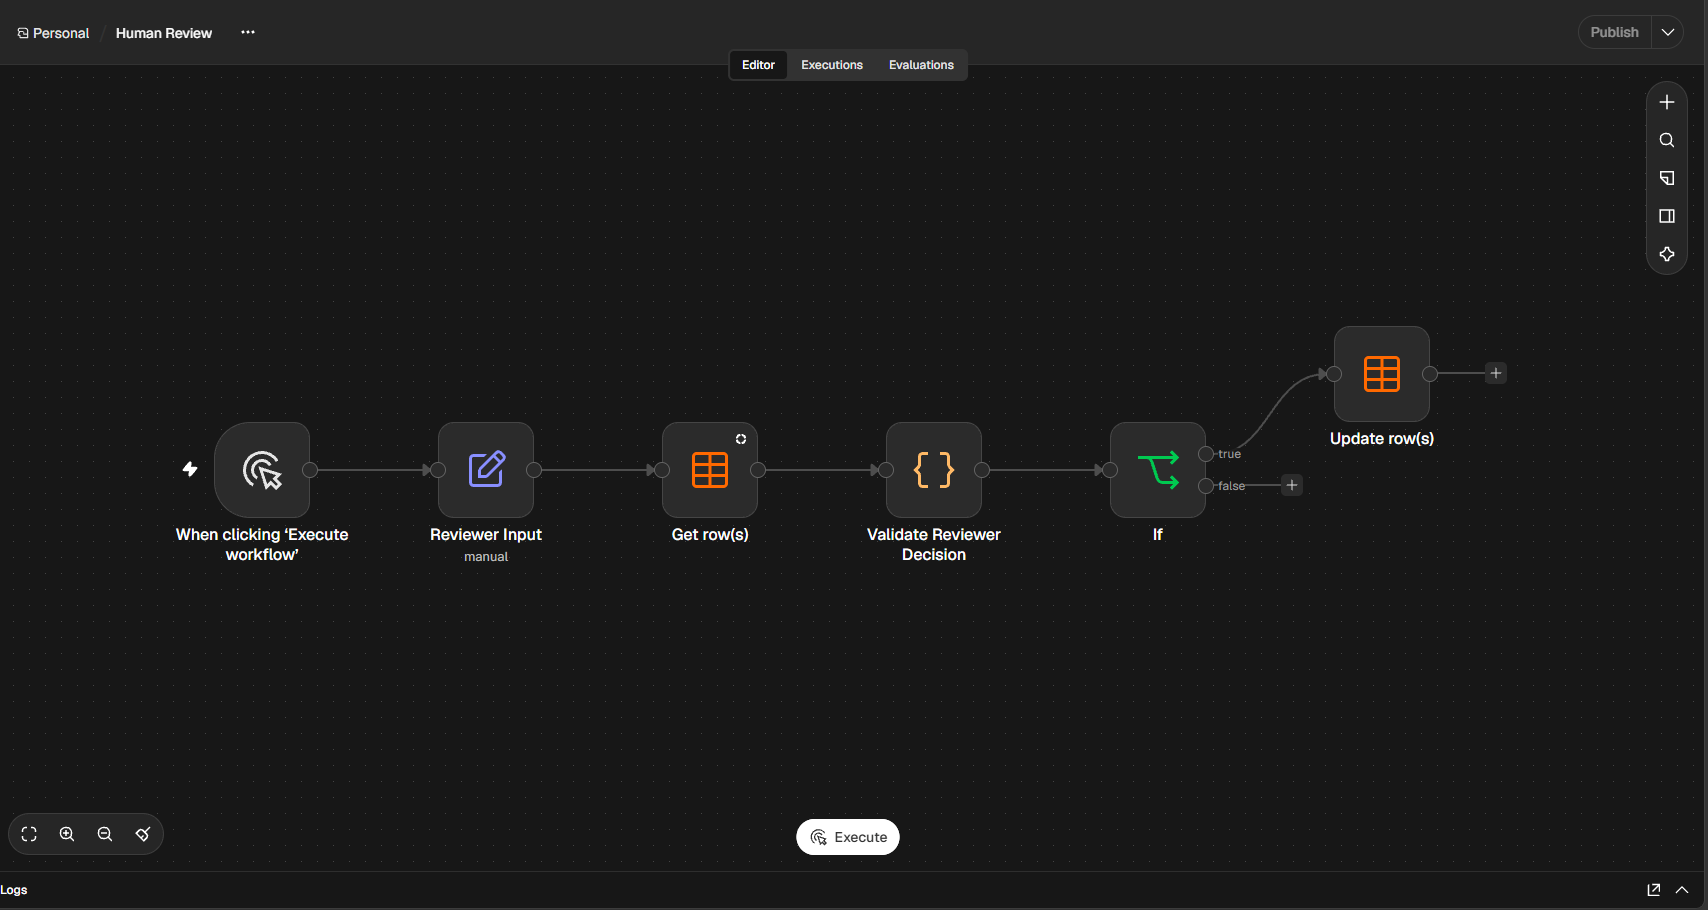 Personal / Human Review ...
Publish
Editor Executions Evaluations
Update row(s)
true
false
When clicking ‘Execute
workflow’
Reviewer Input
manual
Get row(s)
Validate Reviewer
Decision
If
Execute
Logs